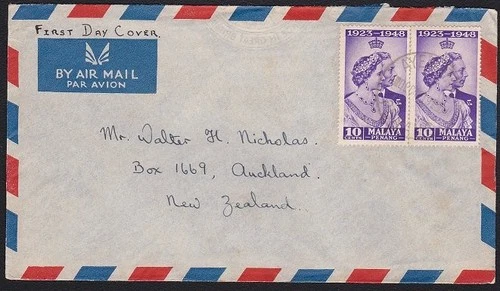 First Day Cover.
BY AIR MAIL
PAR AVION
1923-1948 1923-1948
10 CENTS MALAYA PENANG 10 CENTS MALAYA PENANG
Mr. Walter H. Nicholas.
Box 1669, Auckland.
New Zealand.